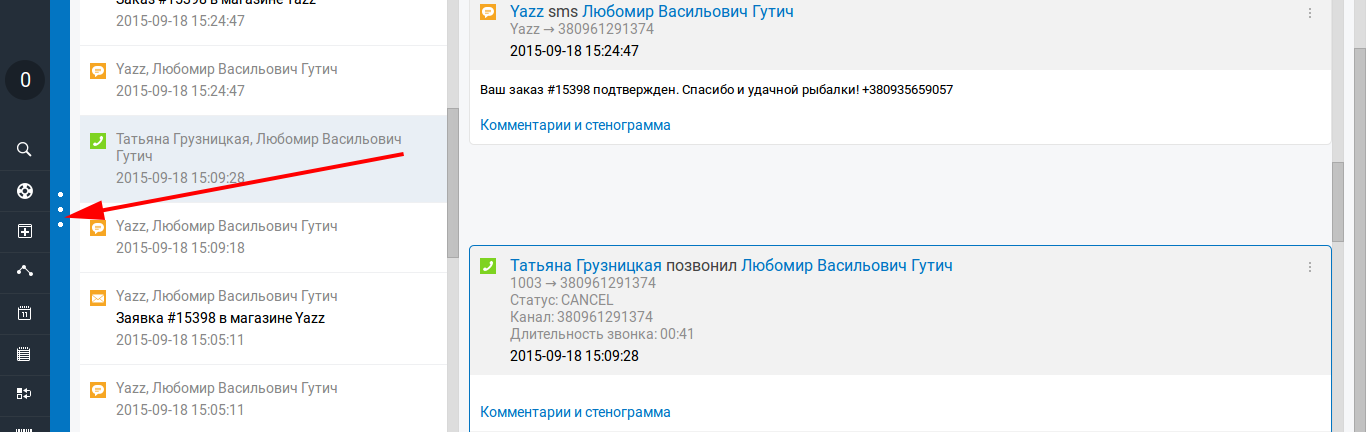 0
11
Заказ #15398 в магазине Yazz
2015-09-18 15:24:47
Yazz, Любомир Васильович Гутич
2015-09-18 15:24:47
Татьяна Грузницкая, Любомир Васильович
Гутич
2015-09-18 15:09:28
Yazz, Любомир Васильович Гутич
2015-09-18 15:09:18
Yazz, Любомир Васильович Гутич
Заявка #15398 в магазине Yazz
2015-09-18 15:05:11
Yazz, Любомир Васильович Гутич
2015-09-18 15:05:11
Yazz sms Любомир Васильович Гутич
Yazz → 380961291374
2015-09-18 15:24:47
Ваш заказ #15398 подтвержден. Спасибо и удачной рыбалки! +380935659057
Комментарии и стенограмма
Татьяна Грузницкая позвонил Любомир Васильович Гутич
1003 → 380961291374
Статус: CANCEL
Канал: 380961291374
Длительность звонка: 00:41
2015-09-18 15:09:28
Комментарии и стенограмма